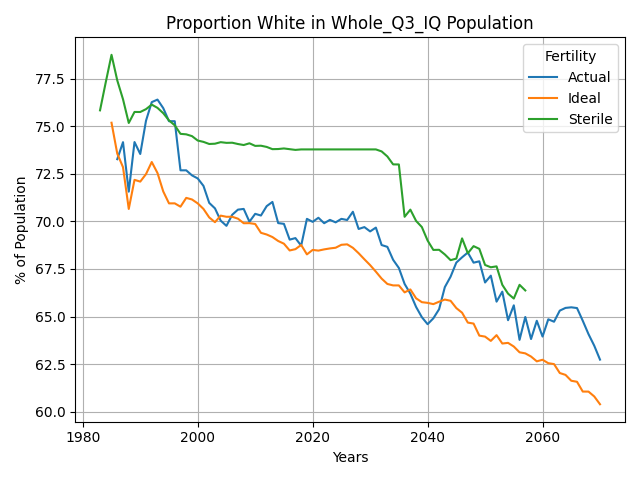 Proportion White in Whole_Q3_IQ Population
Fertility
Actual
Ideal
Sterile
% of Population
77.5
75.0
72.5
70.0
67.5
65.0
62.5
60.0
1980 2000 2020 2040 2060
Years